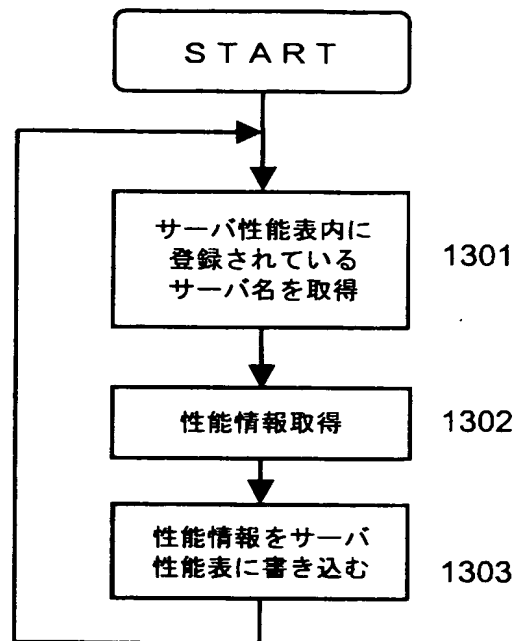 START
サーバ性能表内に
登録されている
サーバ名を取得
1301
性能情報取得
1302
性能情報をサーバ
性能表に書き込む
1303